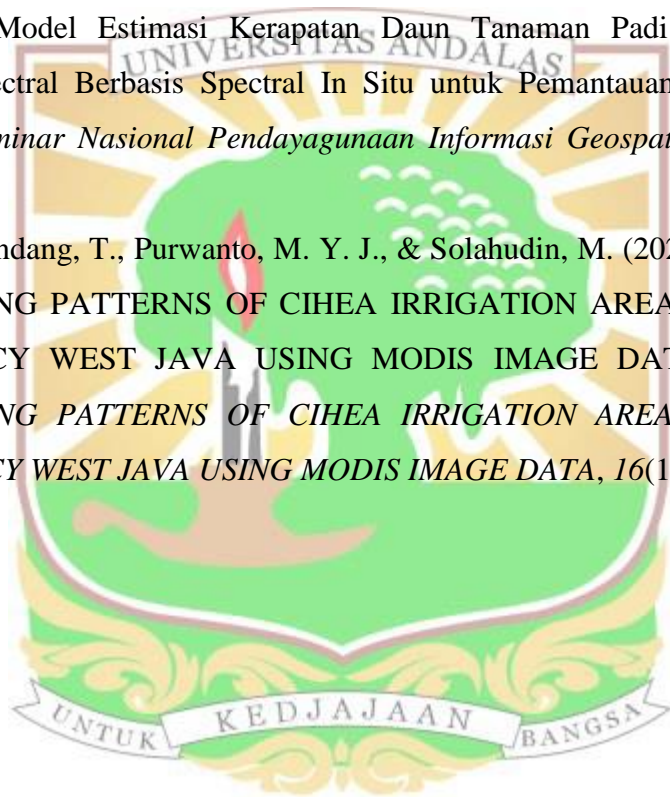 Model Estimasi Kerapatan Daun Tanaman Padi
UNIVERSITAS ANDALAS
ectral Berbasis Spectral In Situ untuk Pemantauan
minar Nasional Pendayagunaan Informasi Geospat
ndang, T., Purwanto, M. Y. J., & Solahudin, M. (202
NG PATTERNS OF CIHEA IRRIGATION AREA
CY WEST JAVA USING MODIS IMAGE DAT
NG PATTERNS OF CIHEA IRRIGATION AREA
CY WEST JAVA USING MODIS IMAGE DATA, 16(1
UNTUK KEDJAJAAN BANGSA